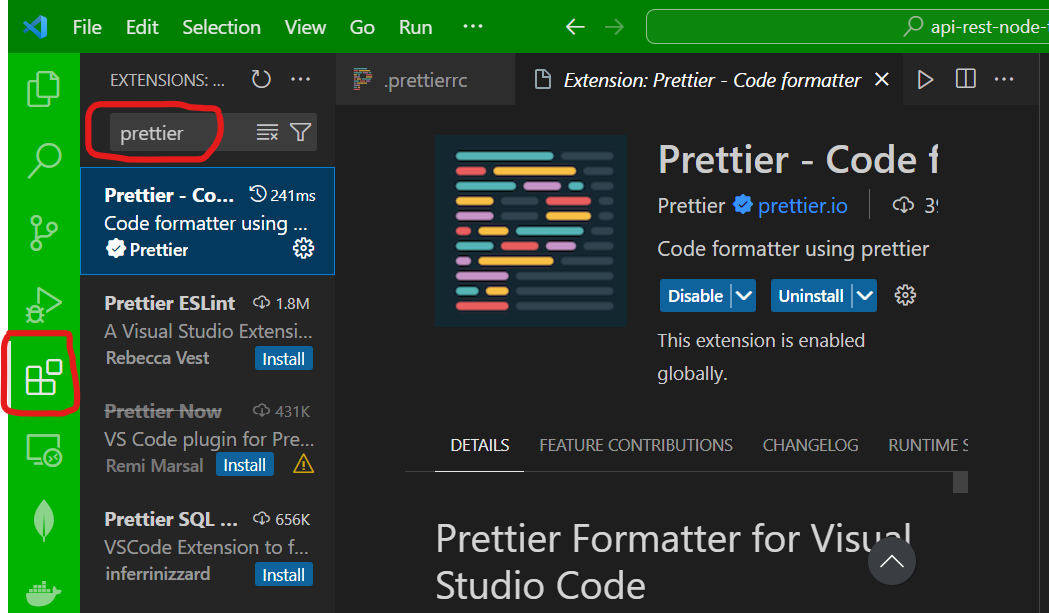 File Edit Selection View Go Run ···
api-rest-node-
EXTENSIONS: ... ···
prettier
Prettier - Co... 241ms
Code formatter using ...
Prettier
Prettier ESLint 1.8M
A Visual Studio Extensi...
Rebecca Vest Install
Prettier Now 431K
VS Code plugin for Pre...
Remi Marsal Install
Prettier SQL ... 656K
VSCode Extension to f...
inferrinizzard Install
.prettierrc Extension: Prettier - Code formatter ···
Prettier - Code f
Prettier prettier.io
Code formatter using prettier
Disable Uninstall
This extension is enabled
globally.
DETAILS FEATURE CONTRIBUTIONS CHANGELOG RUNTIME S
Prettier Formatter for Visual
Studio Code